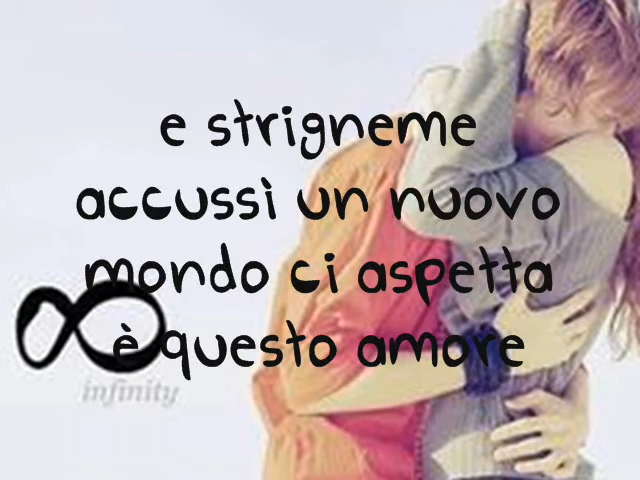 e strigneme
accussì un nuovo
mondo ci aspetta
è questo amore
infinity